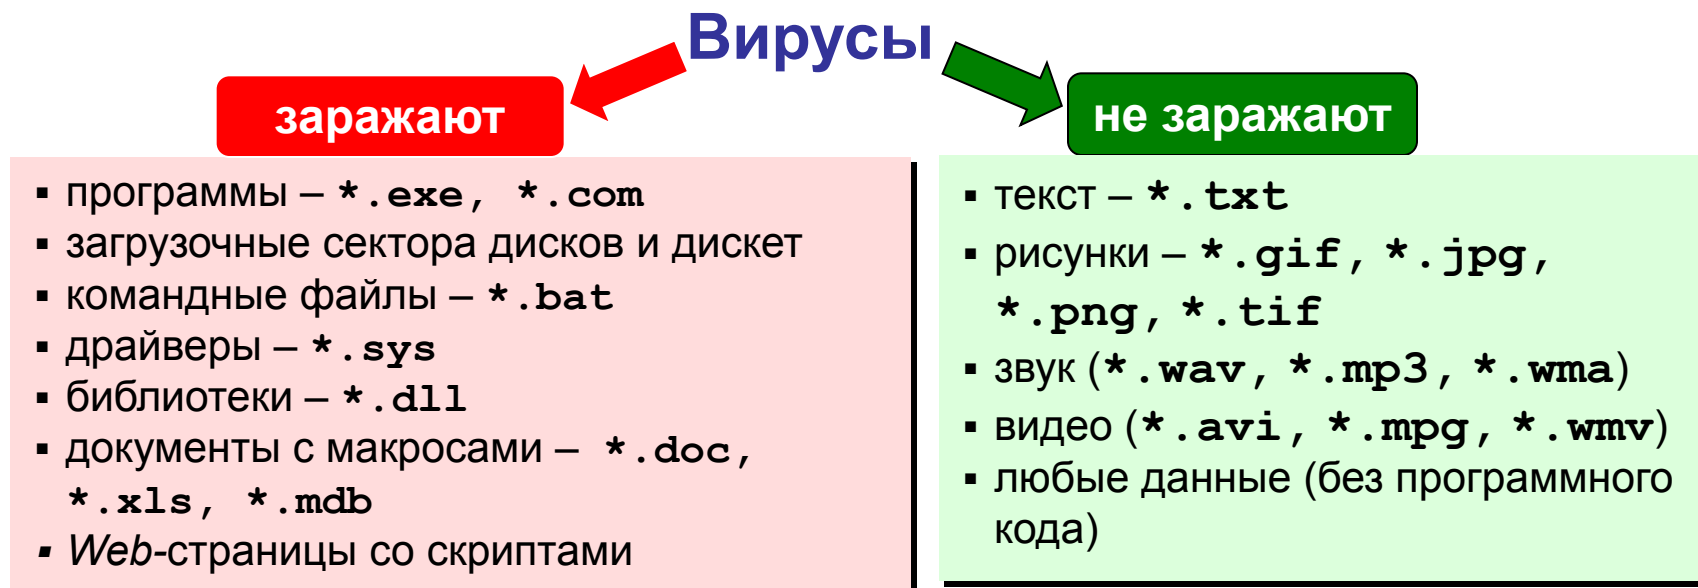 Вирусы
заражают
▪ программы – *.exe, *.com
▪ загрузочные сектора дисков и дискет
▪ командные файлы – *.bat
▪ драйверы – *.sys
▪ библиотеки – *.dll
▪ документы с макросами – *.doc,
*.xls, *.mdb
▪ Web-страницы со скриптами
не заражают
▪ текст – *.txt
▪ рисунки – *.gif, *.jpg,
*.png, *.tif
▪ звук (*.wav, *.mp3, *.wma)
▪ видео (*.avi, *.mpg, *.wmv)
▪ любые данные (без программного
кода)